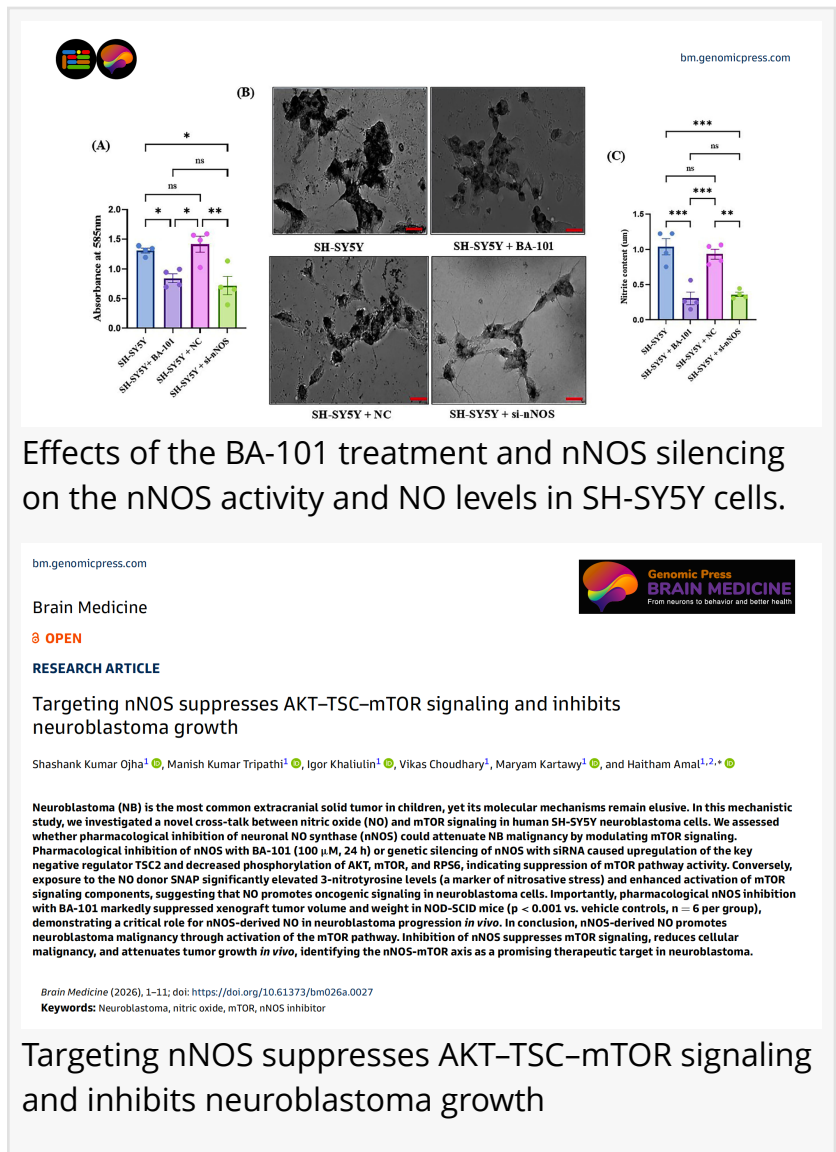 bm.genomicpress.com
(A)
*
ns
ns
*
*
**
Absorbance at 585nm
2.0
1.5
1.0
0.5
0.0
SH-SY5Y
SH-SY5Y+ BA-101
SH-SY5Y + NC
SH-SY5Y + si-nNOS
(B)
SH-SY5Y
SH-SY5Y + BA-101
SH-SY5Y + NC
SH-SY5Y + si-nNOS
(C)
***
ns
ns
***
***
**
Nitrite content (um)
1.5
1.0
0.5
0.0
SH-SY5Y
SH-SY5Y + BA-101
SH-SY5Y + NC
SH-SY5Y + si-nNOS
Effects of the BA-101 treatment and nNOS silencing
on the nNOS activity and NO levels in SH-SY5Y cells.
bm.genomicpress.com
Genomic Press
BRAIN MEDICINE
From neurons to behavior and better health
Brain Medicine
OPEN
RESEARCH ARTICLE
Targeting nNOS suppresses AKT–TSC–mTOR signaling and inhibits
neuroblastoma growth
Shashank Kumar Ojha1 iD, Manish Kumar Tripathi1 iD, Igor Khaliulin1 iD, Vikas Choudhary1, Maryam Kartawy1 iD, and Haitham Amal1,2,* iD
Neuroblastoma (NB) is the most common extracranial solid tumor in children, yet its molecular mechanisms remain elusive. In this mechanistic
study, we investigated a novel cross-talk between nitric oxide (NO) and mTOR signaling in human SH-SY5Y neuroblastoma cells. We assessed
whether pharmacological inhibition of neuronal NO synthase (nNOS) could attenuate NB malignancy by modulating mTOR signaling.
Pharmacological inhibition of nNOS with BA-101 (100 μM, 24 h) or genetic silencing of nNOS with siRNA caused upregulation of the key
negative regulator TSC2 and decreased phosphorylation of AKT, mTOR, and RPS6, indicating suppression of mTOR pathway activity. Conversely,
exposure to the NO donor SNAP significantly elevated 3-nitrotyrosine levels (a marker of nitrosative stress) and enhanced activation of mTOR
signaling components, suggesting that NO promotes oncogenic signaling in neuroblastoma cells. Importantly, pharmacological nNOS inhibition
with BA-101 markedly suppressed xenograft tumor volume and weight in NOD-SCID mice (p < 0.001 vs. vehicle controls, n = 6 per group),
demonstrating a critical role for nNOS-derived NO in neuroblastoma progression in vivo. In conclusion, nNOS-derived NO promotes
neuroblastoma malignancy through activation of the mTOR pathway. Inhibition of nNOS suppresses mTOR signaling, reduces cellular
malignancy, and attenuates tumor growth in vivo, identifying the nNOS-mTOR axis as a promising therapeutic target in neuroblastoma.
Brain Medicine (2026), 1–11; doi: https://doi.org/10.61373/bm026a.0027
Keywords: Neuroblastoma, nitric oxide, mTOR, nNOS inhibitor
Targeting nNOS suppresses AKT–TSC–mTOR signaling
and inhibits neuroblastoma growth